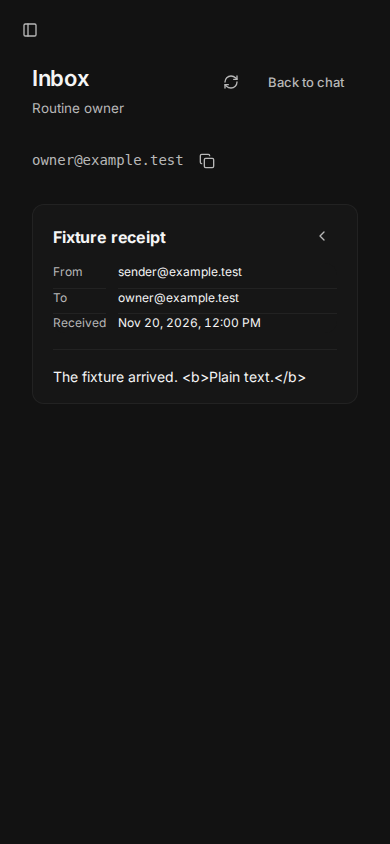 Inbox
Back to chat
Routine owner
owner@example.test
Fixture receipt
From sender@example.test
To owner@example.test
Received Nov 20, 2026, 12:00 PM
The fixture arrived. <b>Plain text.</b>